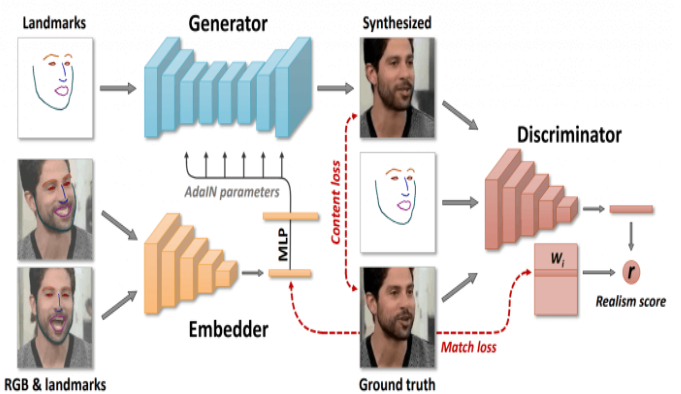 Landmarks
Generator
Synthesized
Discriminator
AdaIN parameters
Content loss
MLP
W i
r
Realism score
Embedder
Match loss
RGB & landmarks
Ground truth